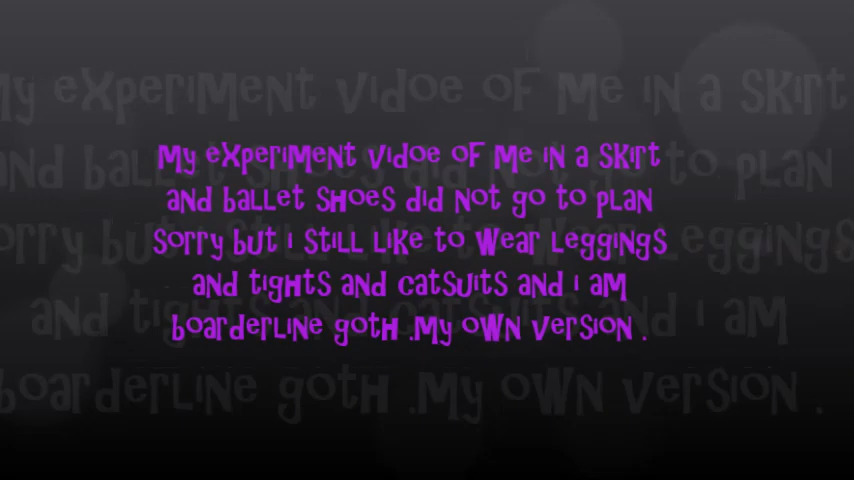 My experiment vidoe of me in a skirt
and ballet shoes did not go to plan
sorry but i still like to wear leggings
and tights and catsuits and i am
boarderline goth .My own version .